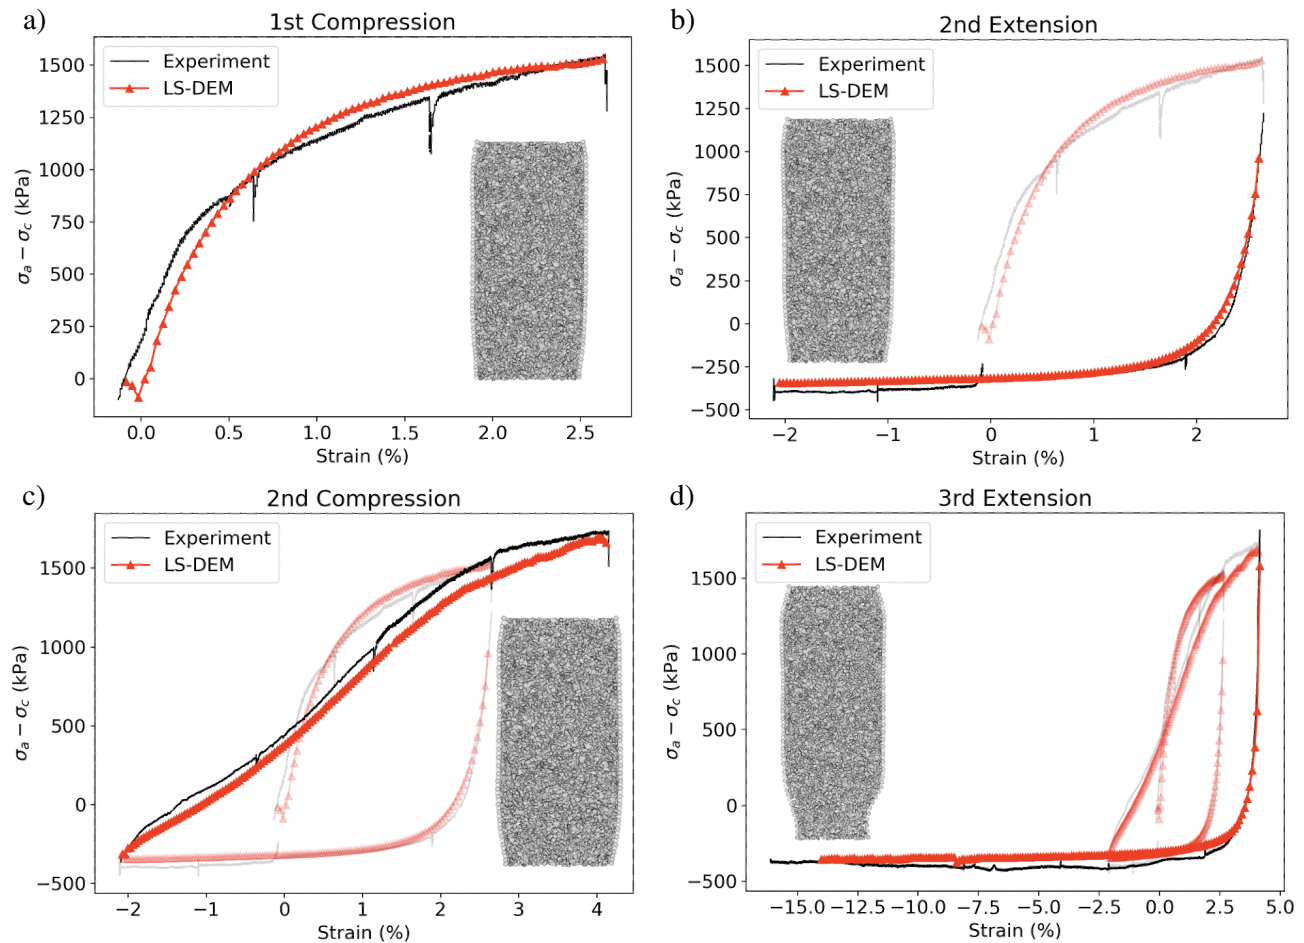 a)
1st Compression
Experiment
LS-DEM
1500
1250
1000
750
500
250
0
σa − σc (kPa)
0.0 0.5 1.0 1.5 2.0 2.5
Strain (%)
b)
2nd Extension
Experiment
LS-DEM
1500
1250
1000
750
500
250
0
−250
−500
σa − σc (kPa)
−2 −1 0 1 2
Strain (%)
c)
2nd Compression
Experiment
LS-DEM
1500
1000
500
0
−500
σa − σc (kPa)
−2 −1 0 1 2 3 4
Strain (%)
d)
3rd Extension
Experiment
LS-DEM
1500
1000
500
0
−500
σa − σc (kPa)
−15.0 −12.5 −10.0 −7.5 −5.0 −2.5 0.0 2.5 5.0
Strain (%)